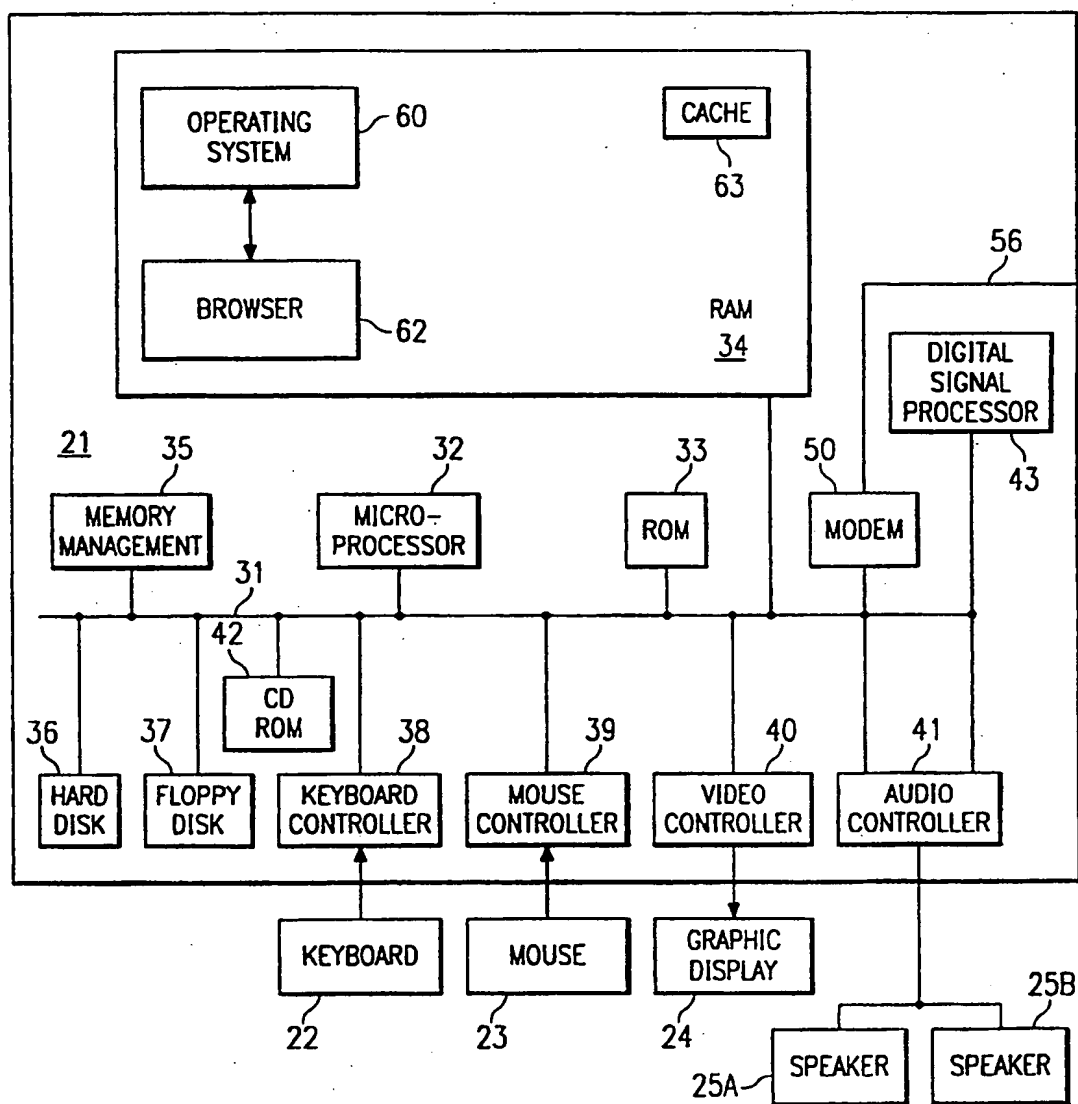 OPERATING
SYSTEM
60
CACHE
63
BROWSER
62
RAM
34
56
DIGITAL
SIGNAL
PROCESSOR
43
21
35
MEMORY
MANAGEMENT
32
MICRO-
PROCESSOR
33
ROM
50
MODEM
31
42
CD
ROM
36
HARD
DISK
37
FLOPPY
DISK
38
KEYBOARD
CONTROLLER
39
MOUSE
CONTROLLER
40
VIDEO
CONTROLLER
41
AUDIO
CONTROLLER
KEYBOARD
22
MOUSE
23
GRAPHIC
DISPLAY
24
25A
SPEAKER
25B
SPEAKER